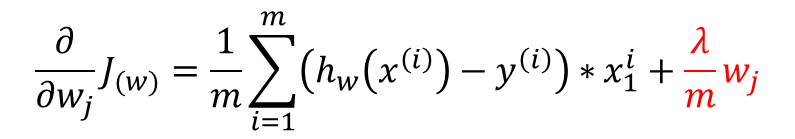 ∂/∂w_j J_(w) = 1/m ∑_{i=1}^{m} (h_w(x^(i)) − y^(i)) ∗ x_1^i + λ/m w_j